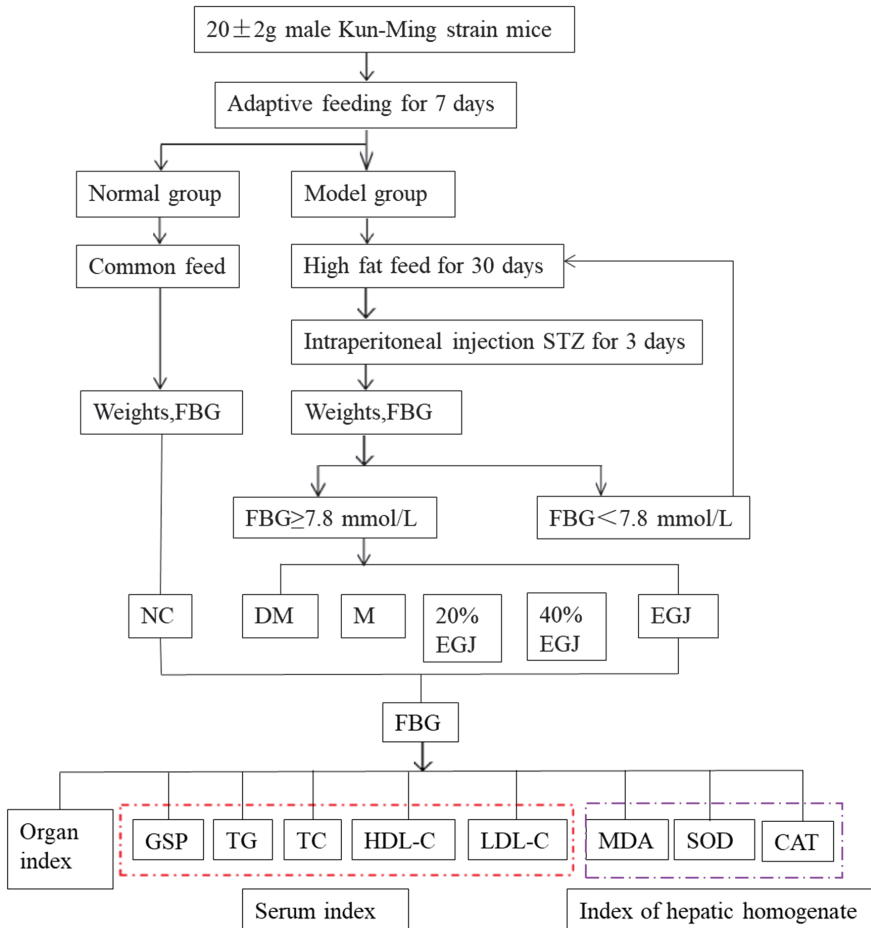 20±2g male Kun-Ming strain mice
Adaptive feeding for 7 days
Normal group
Model group
Common feed
High fat feed for 30 days
Intraperitoneal injection STZ for 3 days
Weights,FBG
Weights,FBG
FBG≥7.8 mmol/L
FBG＜7.8 mmol/L
NC
DM
M
20%
EGJ
40%
EGJ
EGJ
FBG
Organ
index
GSP
TG
TC
HDL-C
LDL-C
MDA
SOD
CAT
Serum index
Index of hepatic homogenate